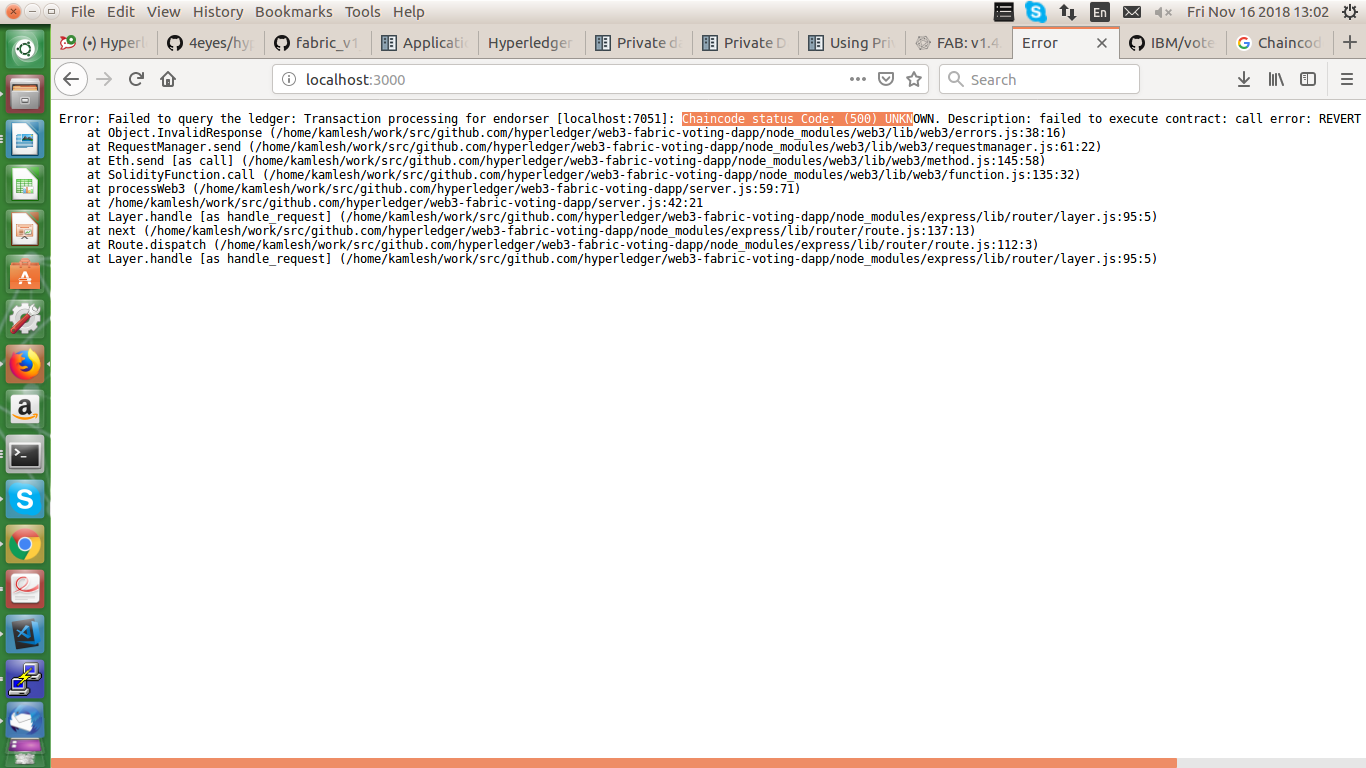 File Edit View History Bookmarks Tools Help
En
Fri Nov 16 2018 13:02
(•) Hyperl
4eyes/hyp
fabric_v1
Applicati
Hyperledger
Private da
Private D
Using Priv
FAB: v1.4.
Error
IBM/vote
Chaincod
localhost:3000
Search
Error: Failed to query the ledger: Transaction processing for endorser [localhost:7051]: Chaincode status Code: (500) UNKNOWN. Description: failed to execute contract: call error: REVERT
at Object.InvalidResponse (/home/kamlesh/work/src/github.com/hyperledger/web3-fabric-voting-dapp/node_modules/web3/lib/web3/errors.js:38:16)
at RequestManager.send (/home/kamlesh/work/src/github.com/hyperledger/web3-fabric-voting-dapp/node_modules/web3/lib/web3/requestmanager.js:61:22)
at Eth.send [as call] (/home/kamlesh/work/src/github.com/hyperledger/web3-fabric-voting-dapp/node_modules/web3/lib/web3/method.js:145:58)
at SolidityFunction.call (/home/kamlesh/work/src/github.com/hyperledger/web3-fabric-voting-dapp/node_modules/web3/lib/web3/function.js:135:32)
at processWeb3 (/home/kamlesh/work/src/github.com/hyperledger/web3-fabric-voting-dapp/server.js:59:71)
at /home/kamlesh/work/src/github.com/hyperledger/web3-fabric-voting-dapp/server.js:42:21
at Layer.handle [as handle_request] (/home/kamlesh/work/src/github.com/hyperledger/web3-fabric-voting-dapp/node_modules/express/lib/router/layer.js:95:5)
at next (/home/kamlesh/work/src/github.com/hyperledger/web3-fabric-voting-dapp/node_modules/express/lib/router/route.js:137:13)
at Route.dispatch (/home/kamlesh/work/src/github.com/hyperledger/web3-fabric-voting-dapp/node_modules/express/lib/router/route.js:112:3)
at Layer.handle [as handle_request] (/home/kamlesh/work/src/github.com/hyperledger/web3-fabric-voting-dapp/node_modules/express/lib/router/layer.js:95:5)